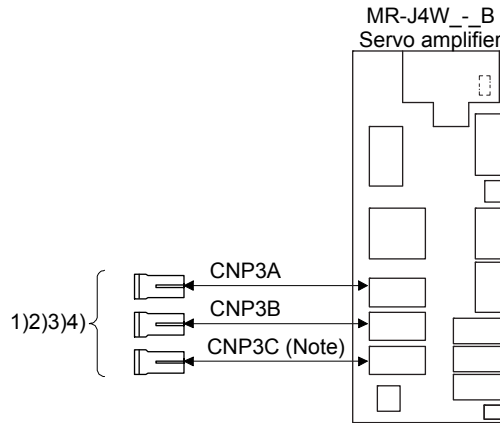 MR-J4W_-_B
Servo amplifier
CNP3A
CNP3B
1)2)3)4)
CNP3C (Note)